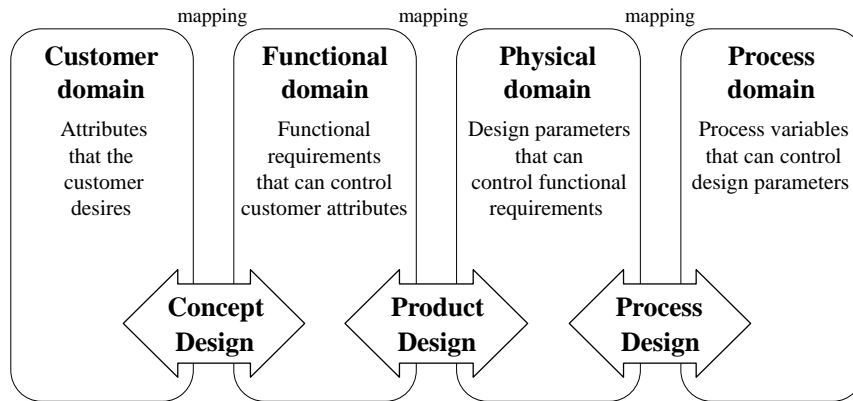 mapping
mapping
mapping
Customer
domain
Attributes
that the
customer
desires
Functional
domain
Functional
requirements
that can control
customer attributes
Physical
domain
Design parameters
that can
control functional
requirements
Process
domain
Process variables
that can control
design parameters
Concept
Design
Product
Design
Process
Design